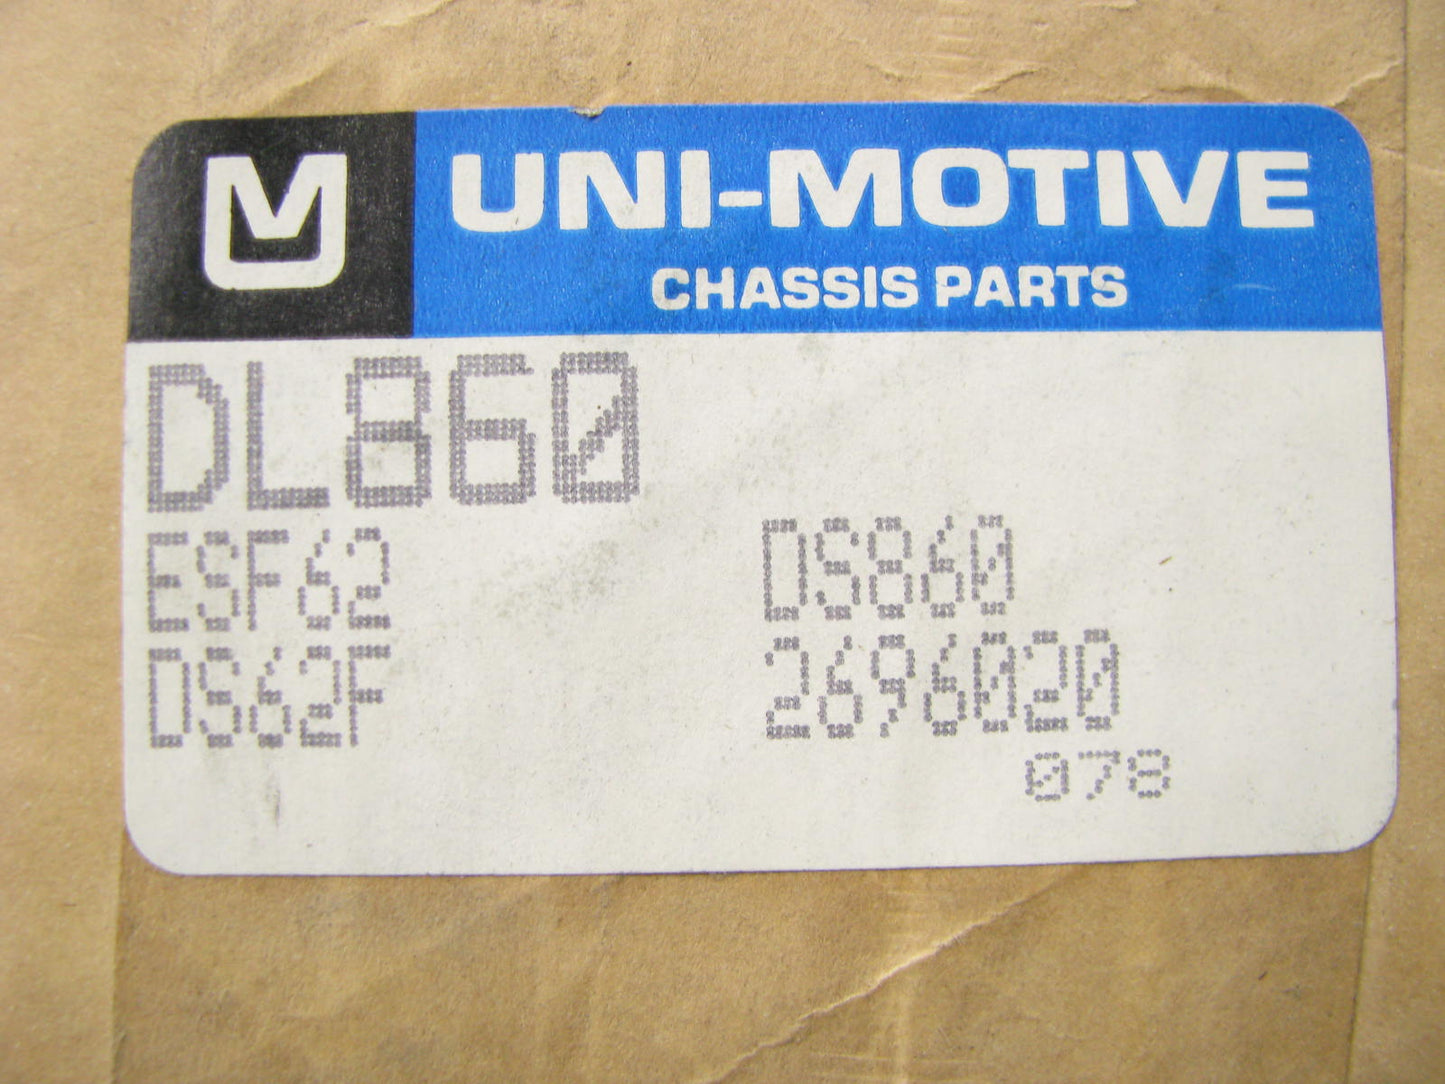 UNI-MOTIVE
CHASSIS PARTS
DL860
ESF62 DS860
DS62F 2696020
078